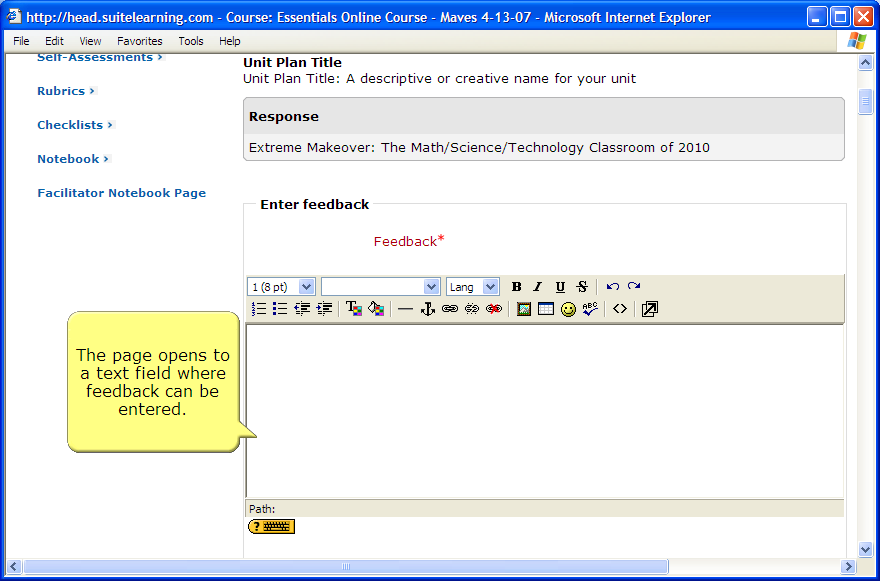 http://head.suitelearning.com - Course: Essentials Online Course - Maves 4-13-07 - Microsoft Internet Explorer
File Edit View Favorites Tools Help
Self-Assessments ›
Rubrics ›
Checklists ›
Notebook ›
Facilitator Notebook Page
Unit Plan Title
Unit Plan Title: A descriptive or creative name for your unit
Response
Extreme Makeover: The Math/Science/Technology Classroom of 2010
Enter feedback
Feedback*
1 (8 pt) Lang B I U S
ABC
The page opens to
a text field where
feedback can be
entered.
Path:
?